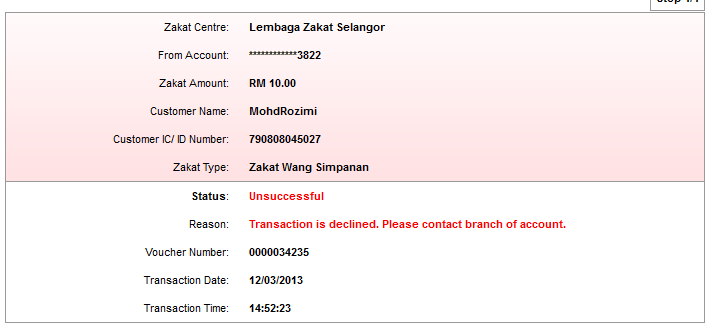 Zakat Centre: Lembaga Zakat Selangor
From Account: ************3822
Zakat Amount: RM 10.00
Customer Name: MohdRozimi
Customer IC/ ID Number: 790808045027
Zakat Type: Zakat Wang Simpanan
Status: Unsuccessful
Reason: Transaction is declined. Please contact branch of account.
Voucher Number: 0000034235
Transaction Date: 12/03/2013
Transaction Time: 14:52:23